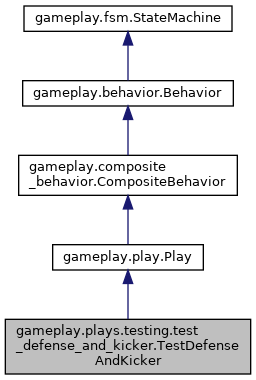 gameplay.fsm.StateMachine
gameplay.behavior.Behavior
gameplay.composite
_behavior.CompositeBehavior
gameplay.play.Play
gameplay.plays.testing.test
_defense_and_kicker.TestDefense
AndKicker